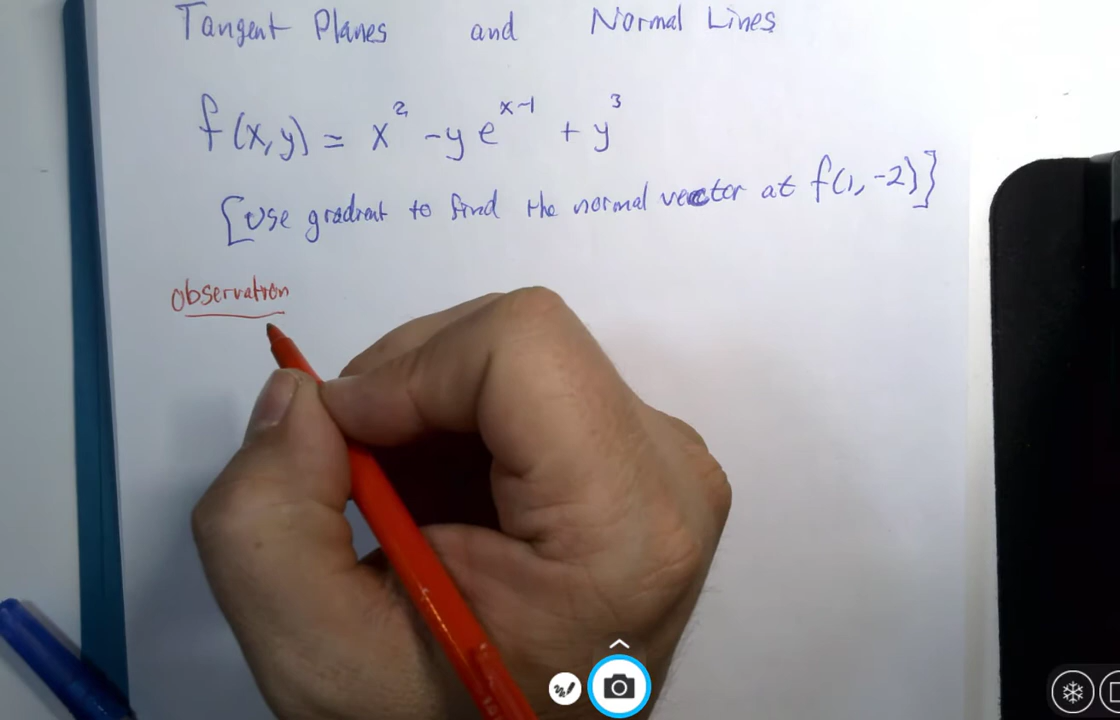 Tangent Planes and Normal Lines
f(x,y) = x² - y e^{x-1} + y³
[Use gradient to find the normal vector at f(1, -2)]
Observation